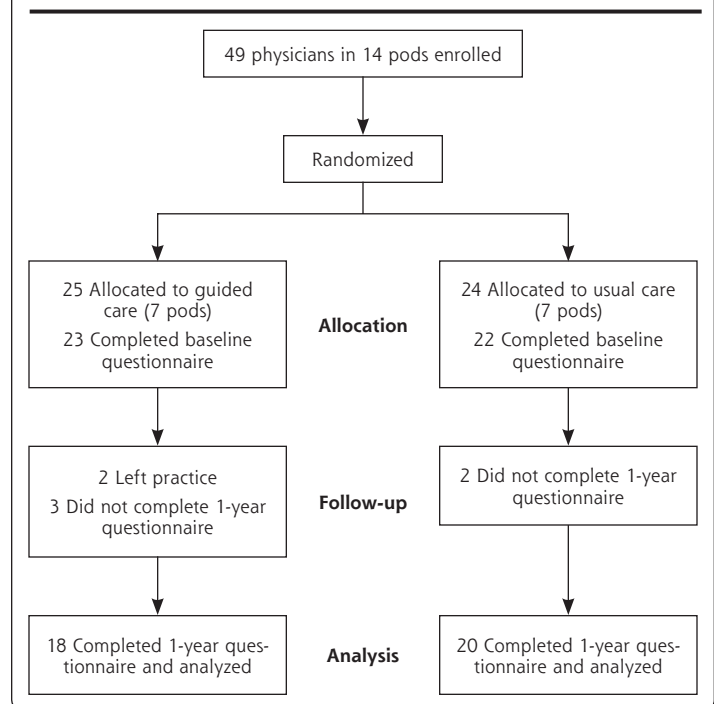 49 physicians in 14 pods enrolled
Randomized
25 Allocated to guided
care (7 pods)
23 Completed baseline
questionnaire
Allocation
24 Allocated to usual care
(7 pods)
22 Completed baseline
questionnaire
2 Left practice
3 Did not complete 1-year
questionnaire
Follow-up
2 Did not complete 1-year
questionnaire
18 Completed 1-year ques-
tionnaire and analyzed
Analysis
20 Completed 1-year ques-
tionnaire and analyzed